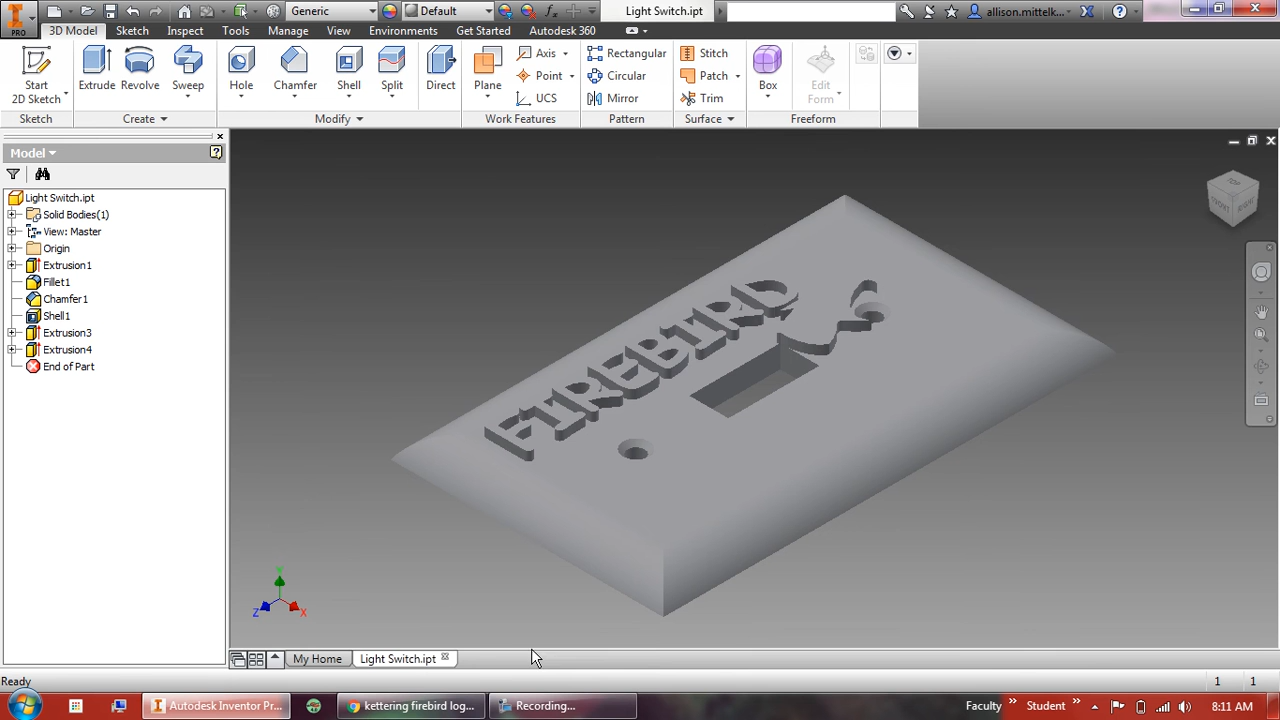 PRO
Generic
Default
Light Switch.ipt
allison.mittelk...
3D Model Sketch Inspect Tools Manage View Environments Get Started Autodesk 360
Start
2D Sketch
Extrude Revolve Sweep
Hole Chamfer Shell Split
Direct
Plane
Axis
Point
UCS
Rectangular
Circular
Mirror
Stitch
Patch
Trim
Box
Edit
Form
Sketch Create Modify Work Features Pattern Surface Freeform
Model
Light Switch.ipt
Solid Bodies(1)
View: Master
Origin
Extrusion1
Fillet1
Chamfer1
Shell1
Extrusion3
Extrusion4
End of Part
FIREBIRD
TOP
FRONT
RIGHT
Y
Z
X
My Home
Light Switch.ipt
Ready
1 1
Autodesk Inventor Pr...
kettering firebird log...
Recording...
Faculty
Student
8:11 AM